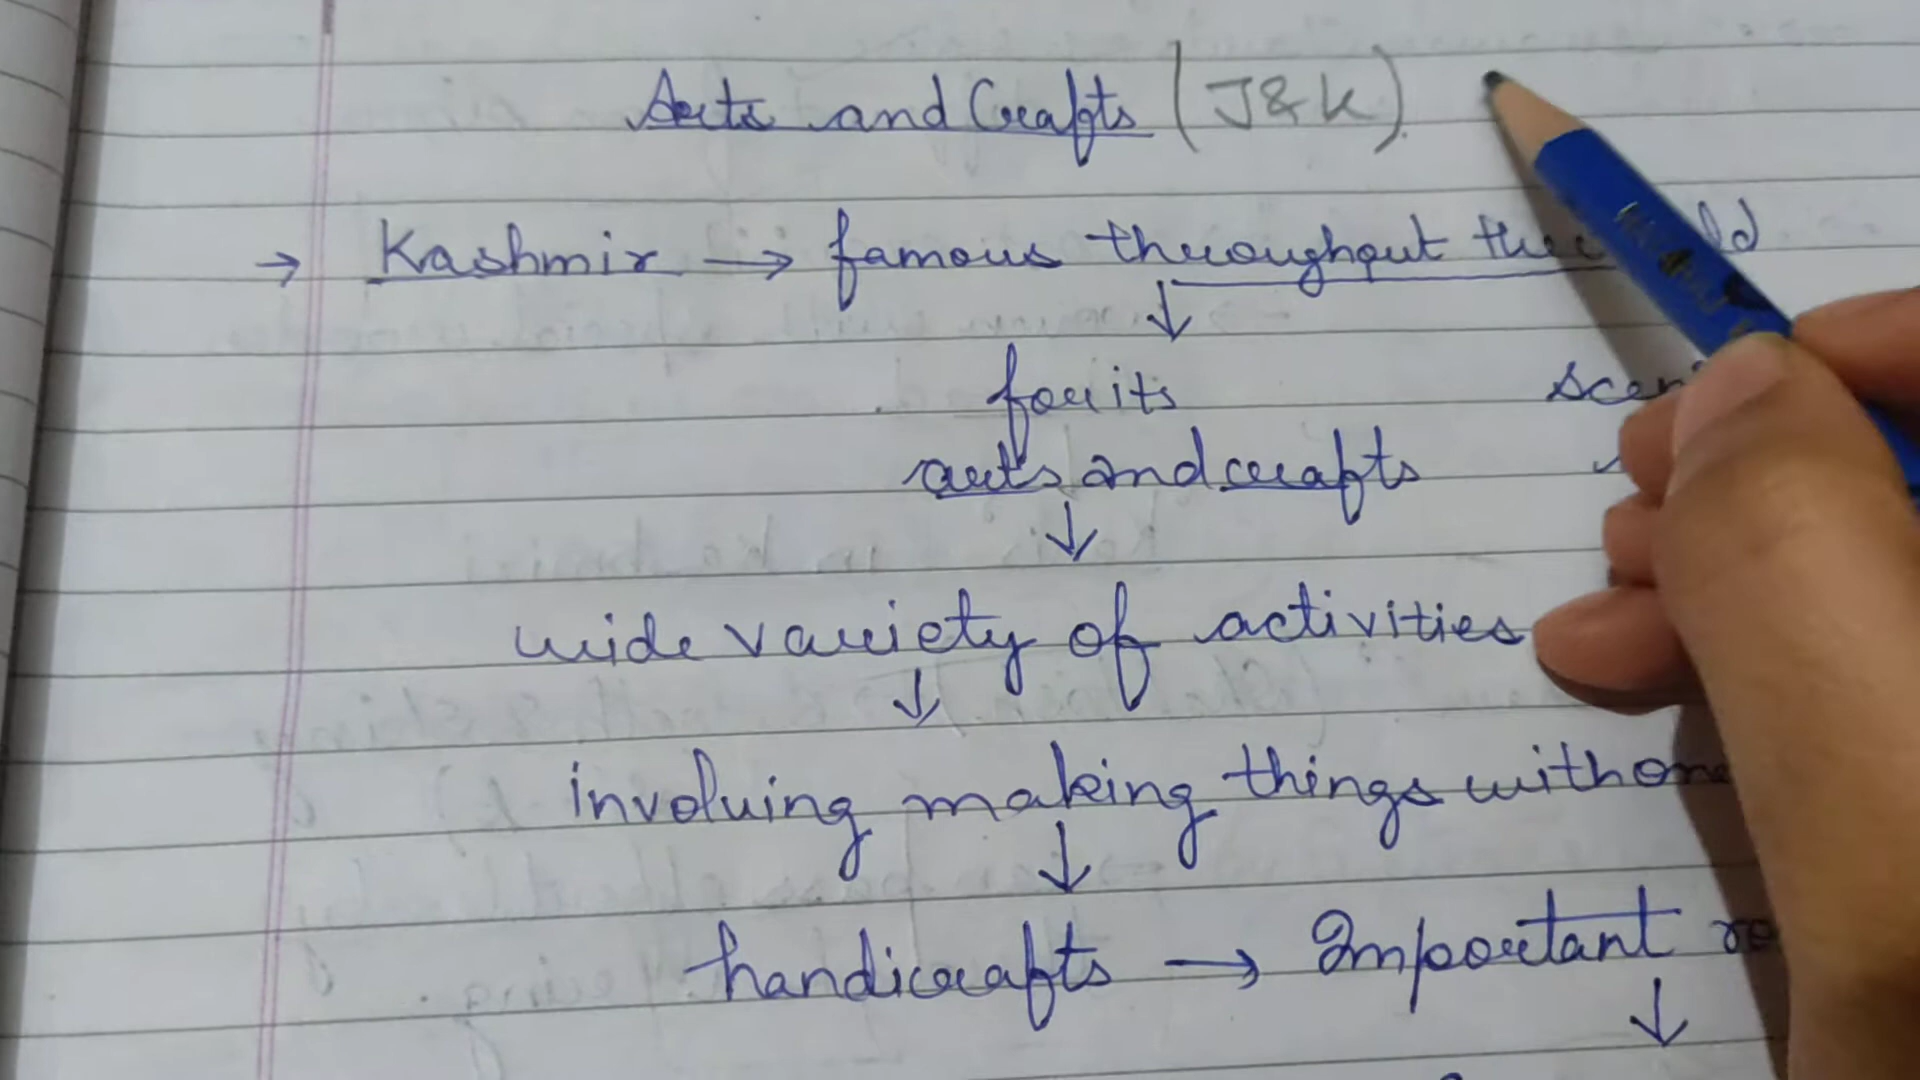 Arts and Crafts (J&K)
→ Kashmir → famous throughout the
↓
for its
arts and crafts
↓
wide variety of activities
↓
involving making things with
↓
handicrafts → Important
↓